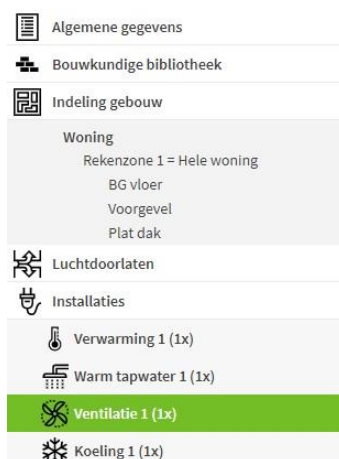 Algemene gegevens
Bouwkundige bibliotheek
Indeling gebouw
Woning
Rekenzone 1 = Hele woning
BG vloer
Voorgevel
Plat dak
Luchtdoorlaten
Installaties
Verwarming 1 (1x)
Warm tapwater 1 (1x)
Ventilatie 1 (1x)
Koeling 1 (1x)